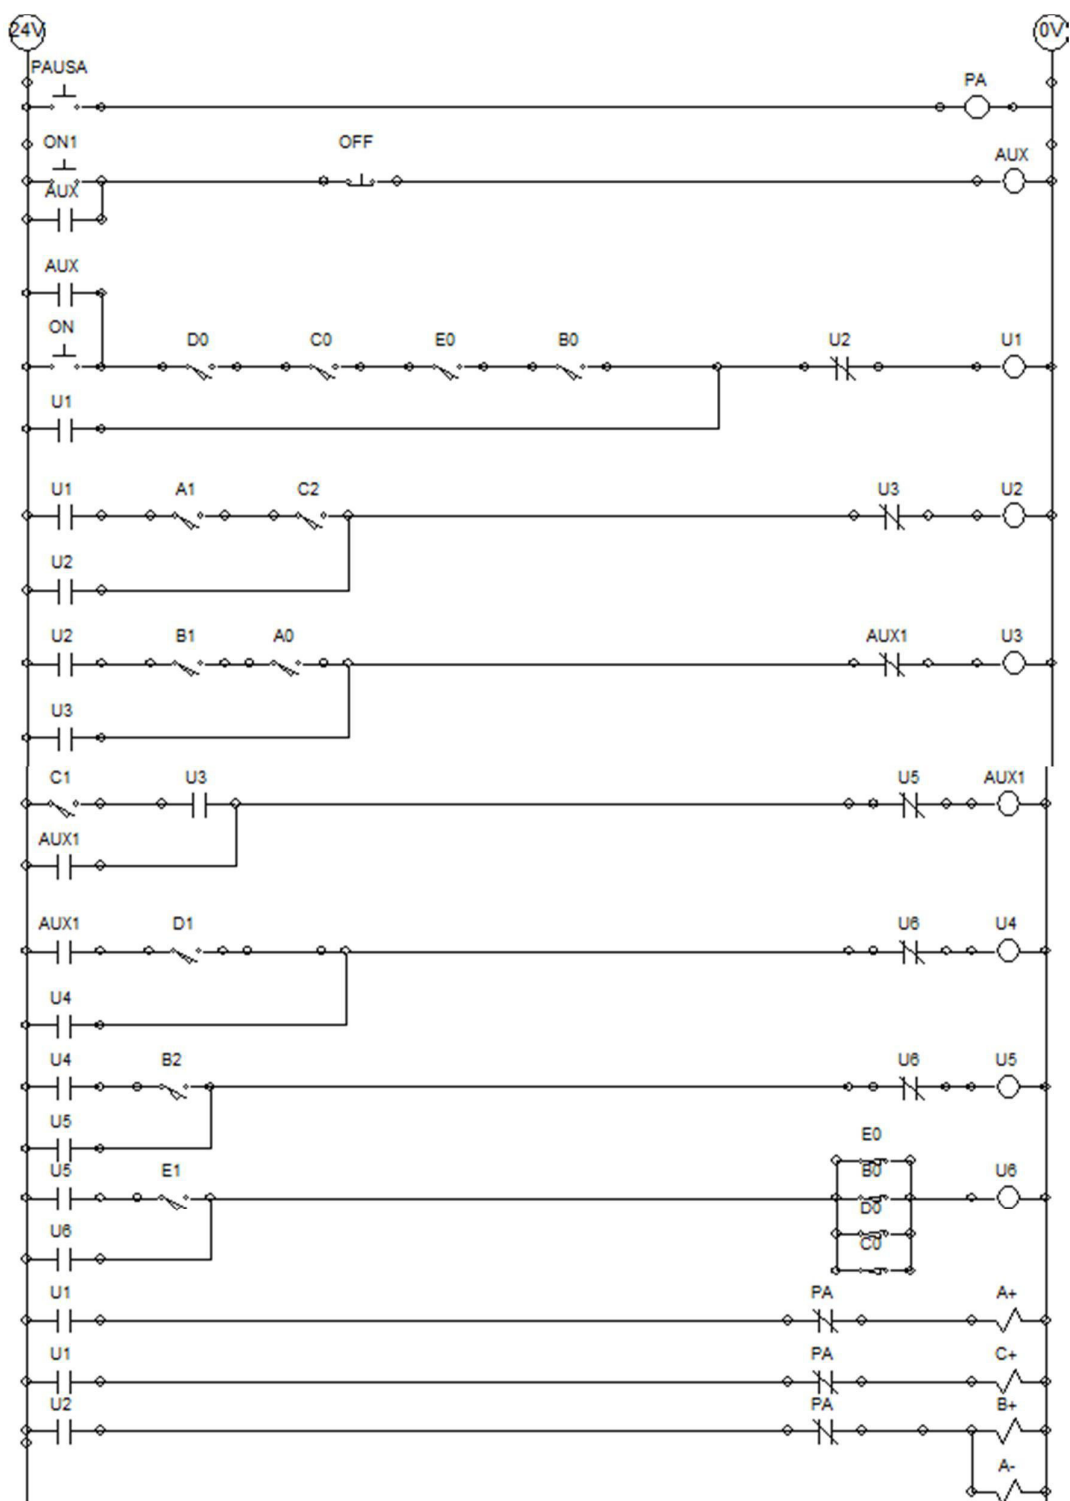 24V 0V
PAUSA PA
ON1 OFF AUX
AUX
AUX
ON D0 C0 E0 B0 U2 U1
U1
U1 A1 C2 U3 U2
U2
U2 B1 A0 AUX1 U3
U3
C1 U3 U5 AUX1
AUX1
AUX1 D1 U6 U4
U4
U4 B2 U6 U5
U5
E0
U5 E1 B0 U6
D0
U6 C0
U1 PA A+
U1 PA C+
U2 PA B+
A-